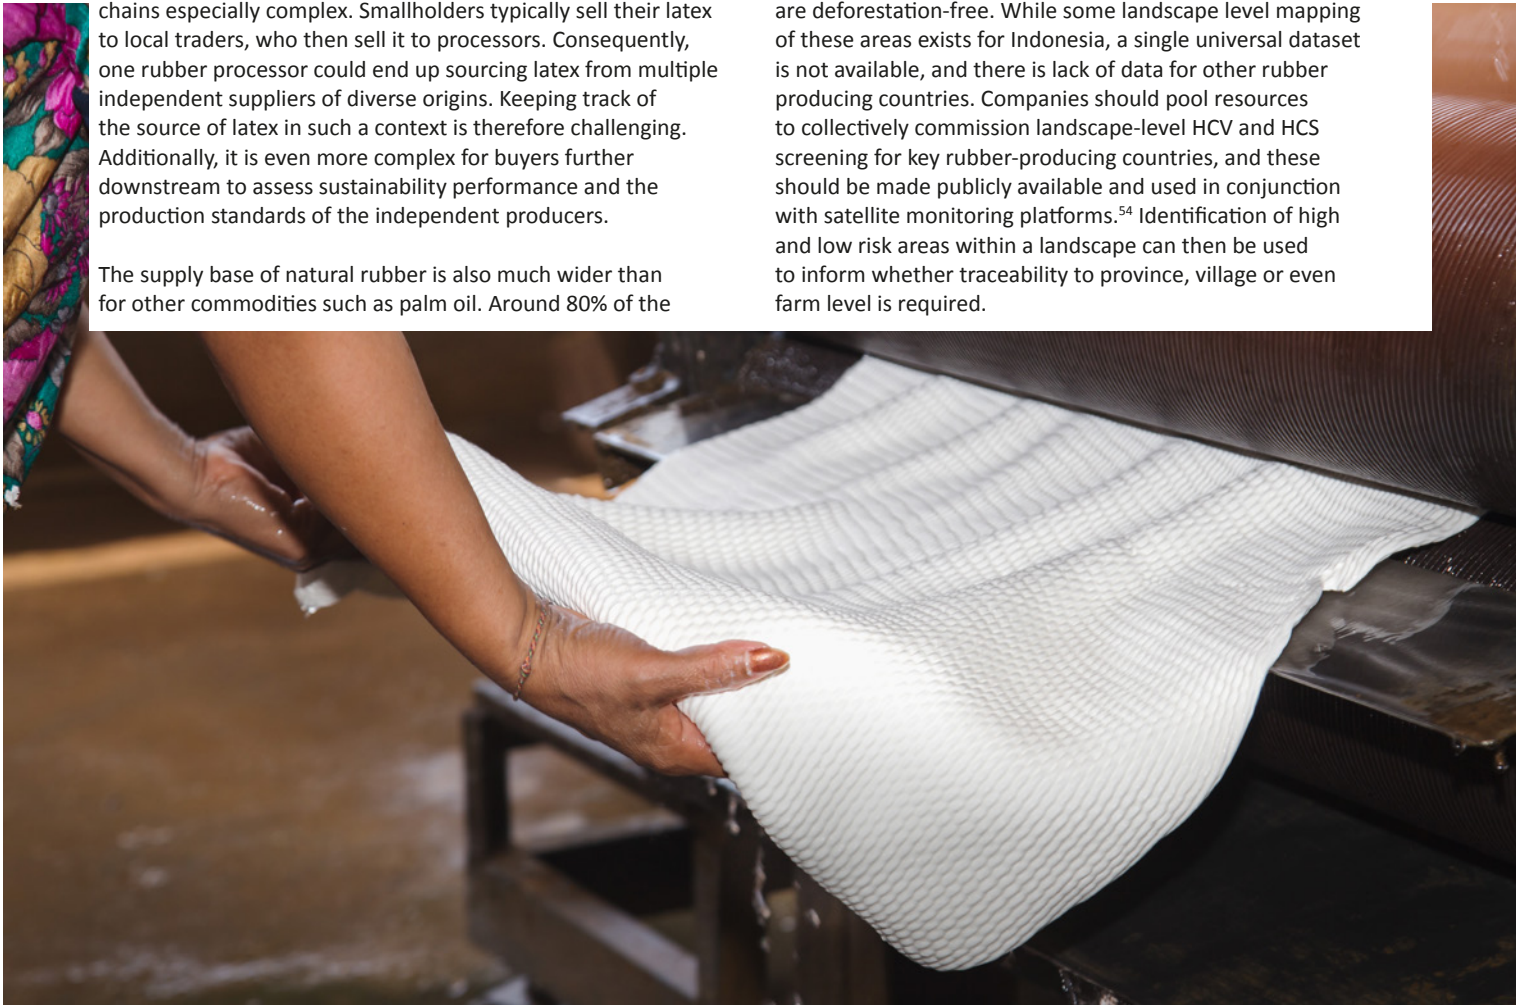 chains especially complex. Smallholders typically sell their latex
to local traders, who then sell it to processors. Consequently,
one rubber processor could end up sourcing latex from multiple
independent suppliers of diverse origins. Keeping track of
the source of latex in such a context is therefore challenging.
Additionally, it is even more complex for buyers further
downstream to assess sustainability performance and the
production standards of the independent producers.
The supply base of natural rubber is also much wider than
for other commodities such as palm oil. Around 80% of the
are deforestation-free. While some landscape level mapping
of these areas exists for Indonesia, a single universal dataset
is not available, and there is lack of data for other rubber
producing countries. Companies should pool resources
to collectively commission landscape-level HCV and HCS
screening for key rubber-producing countries, and these
should be made publicly available and used in conjunction
with satellite monitoring platforms.54 Identification of high
and low risk areas within a landscape can then be used
to inform whether traceability to province, village or even
farm level is required.